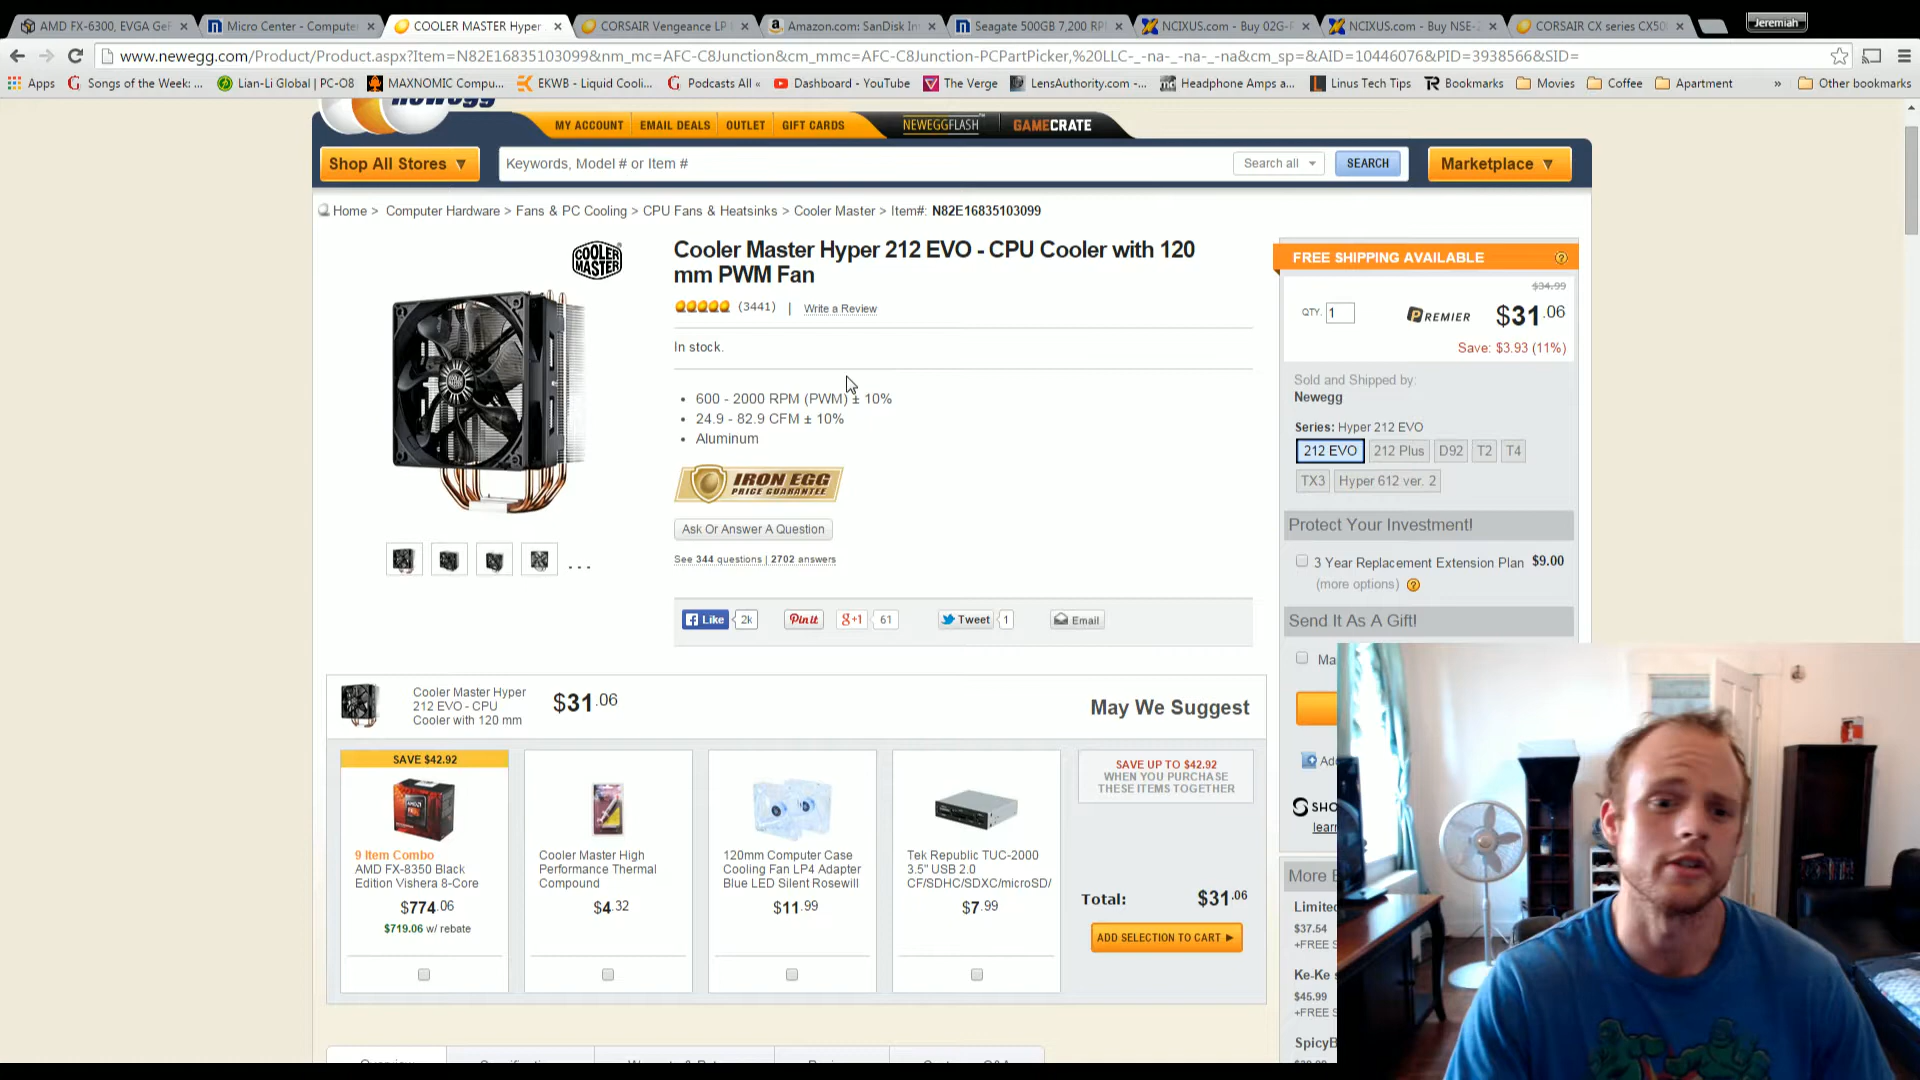 AMD FX-6300, EVGA GeF
Micro Center - Compute
COOLER MASTER Hyper
CORSAIR Vengeance LP
Amazon.com: SanDisk In
Seagate 500GB 7,200 RP
NCIXUS.com - Buy 02G-
NCIXUS.com - Buy NSE-
CORSAIR CX series CX50
Jeremiah
www.newegg.com/Product/Product.aspx?Item=N82E16835103099&nm_mc=AFC-C8Junction&cm_mmc=AFC-C8Junction-PCPartPicker,%20LLC-_-na-_-na-_-na&cm_sp=&AID=10446076&PID=3938566&SID=
Apps
Songs of the Week: ...
Lian-Li Global | PC-O8
MAXNOMIC Compu...
EKWB - Liquid Cooli...
Podcasts All «
Dashboard - YouTube
The Verge
LensAuthority.com -...
Headphone Amps a...
Linus Tech Tips
Bookmarks
Movies
Coffee
Apartment
»
Other bookmarks
newegg
MY ACCOUNT
EMAIL DEALS
OUTLET
GIFT CARDS
NEWEGGFLASH
GAMECRATE
Shop All Stores ▼
Keywords, Model # or Item #
Search all
SEARCH
Marketplace ▼
Home > Computer Hardware > Fans & PC Cooling > CPU Fans & Heatsinks > Cooler Master > Item#: N82E16835103099
COOLER
MASTER
Cooler Master Hyper 212 EVO - CPU Cooler with 120
mm PWM Fan
(3441) | Write a Review
In stock.
• 600 - 2000 RPM (PWM) ± 10%
• 24.9 - 82.9 CFM ± 10%
• Aluminum
IRON EGG
PRICE GUARANTEE
Ask Or Answer A Question
See 344 questions | 2702 answers
...
Like 2k
Pin it
g+1 61
Tweet 1
Email
FREE SHIPPING AVAILABLE
$34.99
QTY. 1
PREMIER
$31.06
Save: $3.93 (11%)
Sold and Shipped by:
Newegg
Series: Hyper 212 EVO
212 EVO
212 Plus
D92
T2
T4
TX3
Hyper 612 ver. 2
Protect Your Investment!
3 Year Replacement Extension Plan $9.00
(more options)
Send It As A Gift!
Ma
Add
SHO
learn
More
Limited
$37.54
+FREE S
Ke-Ke s
$45.99
+FREE S
SpicyB
Cooler Master Hyper
212 EVO - CPU
Cooler with 120 mm
$31.06
May We Suggest
SAVE $42.92
9 Item Combo
AMD FX-8350 Black
Edition Vishera 8-Core
$774.06
$719.06 w/ rebate
Cooler Master High
Performance Thermal
Compound
$4.32
120mm Computer Case
Cooling Fan LP4 Adapter
Blue LED Silent Rosewill
$11.99
Tek Republic TUC-2000
3.5" USB 2.0
CF/SDHC/SDXC/microSD/
$7.99
SAVE UP TO $42.92
WHEN YOU PURCHASE
THESE ITEMS TOGETHER
Total: $31.06
ADD SELECTION TO CART ►